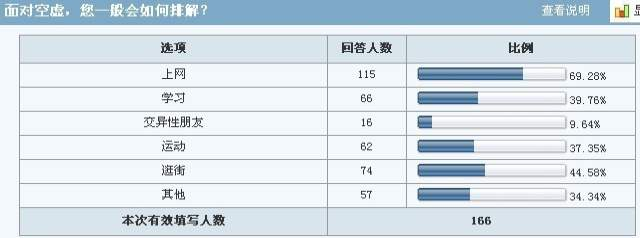 面对空虚，您一般会如何排解？ 查看说明 显
选项 回答人数 比例
上网 115 69.28%
学习 66 39.76%
交异性朋友 16 9.64%
运动 62 37.35%
逛街 74 44.58%
其他 57 34.34%
本次有效填写人数 166